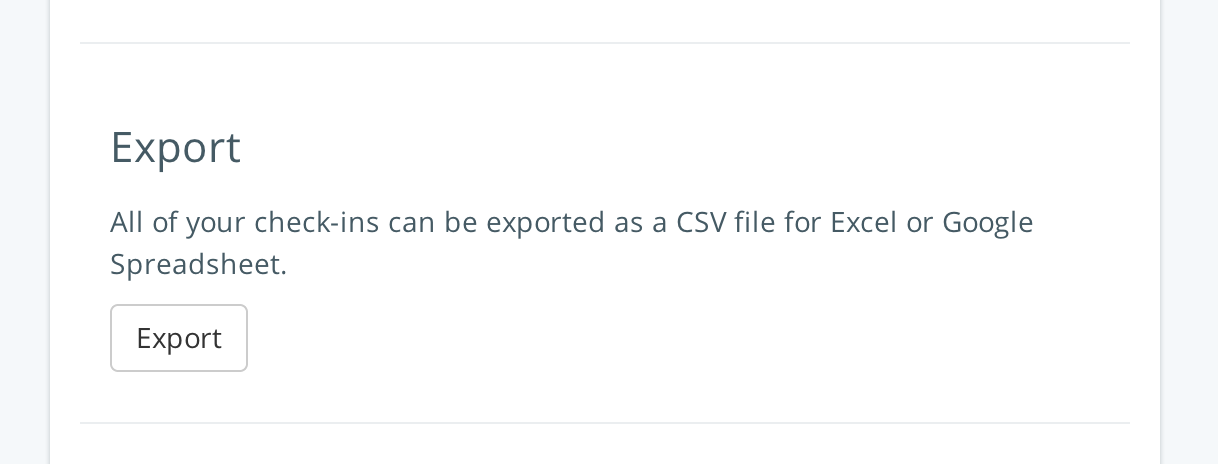 Export
All of your check-ins can be exported as a CSV file for Excel or Google
Spreadsheet.
Export